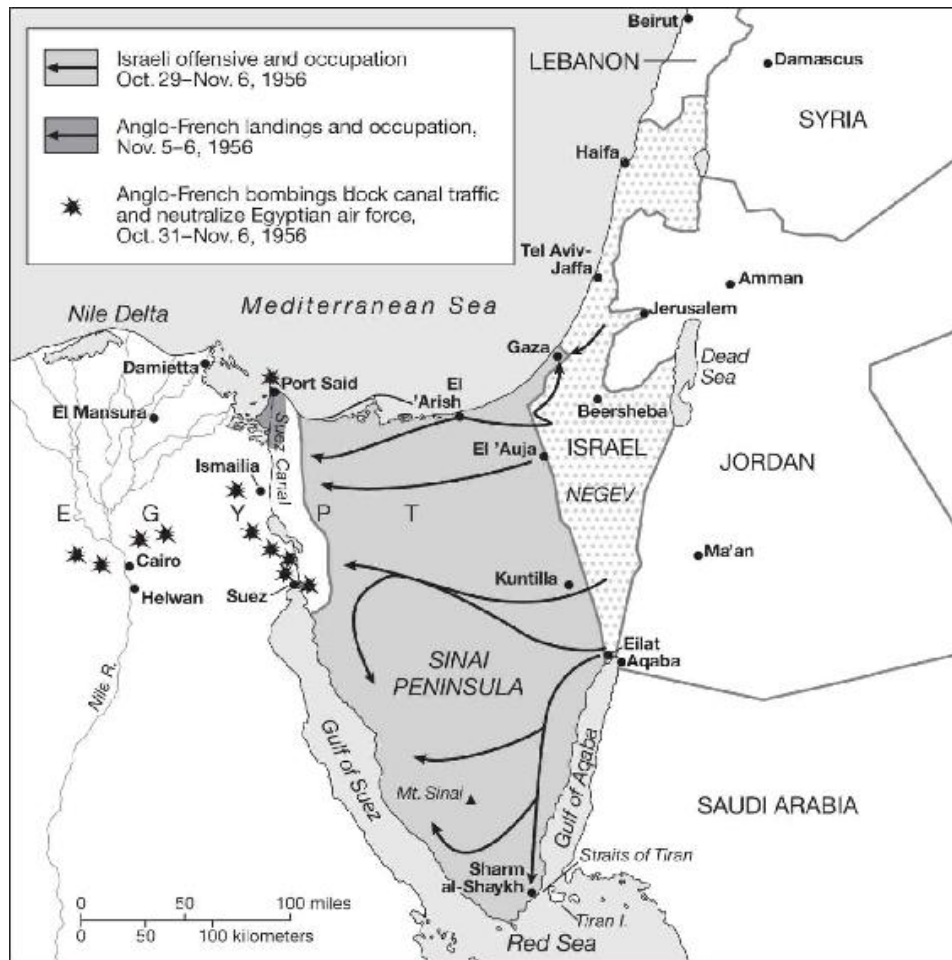 Israeli offensive and occupation
Oct. 29–Nov. 6, 1956
Anglo-French landings and occupation,
Nov. 5–6, 1956
Anglo-French bombings block canal traffic
and neutralize Egyptian air force,
Oct. 31–Nov. 6, 1956
Beirut
LEBANON
Damascus
SYRIA
Haifa
Tel Aviv-
Jaffa
Amman
Jerusalem
Mediterranean Sea
Nile Delta
Gaza
Dead
Sea
Damietta
Port Said
El
'Arish
Beersheba
El Mansura
Suez Canal
El 'Auja
ISRAEL
JORDAN
Ismailia
NEGEV
E G Y P T
Cairo
Ma'an
Helwan
Suez
Kuntilla
Eilat
Aqaba
SINAI
PENINSULA
Nile R.
Gulf of Suez
Gulf of Aqaba
Mt. Sinai
SAUDI ARABIA
Straits of Tiran
Sharm
al-Shaykh
Tiran I.
Red Sea
0 50 100 miles
0 50 100 kilometers